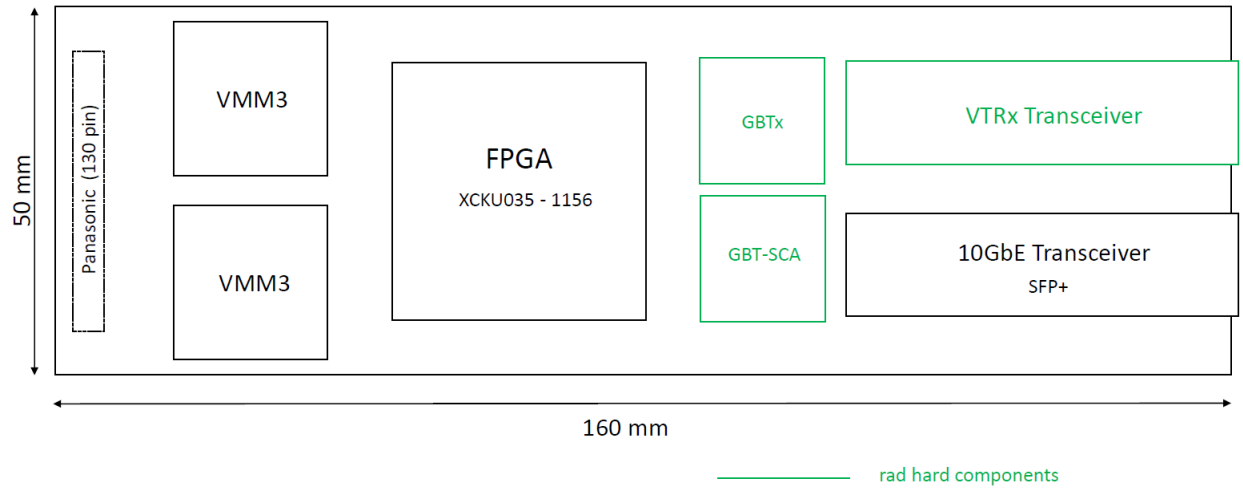 50 mm
Panasonic (130 pin)
VMM3
VMM3
FPGA
XCKU035 - 1156
GBTx
GBT-SCA
VTRx Transceiver
10GbE Transceiver
SFP+
160 mm
rad hard components